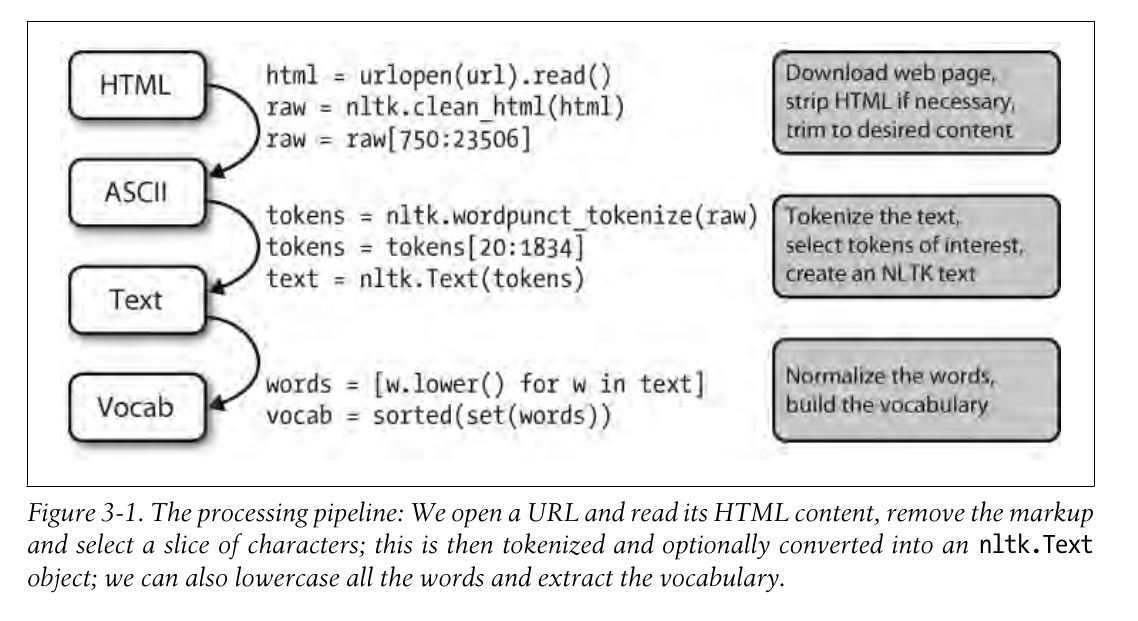 HTML
html = urlopen(url).read()
raw = nltk.clean_html(html)
raw = raw[750:23506]
Download web page,
strip HTML if necessary,
trim to desired content
ASCII
tokens = nltk.wordpunct_tokenize(raw)
tokens = tokens[20:1834]
text = nltk.Text(tokens)
Tokenize the text,
select tokens of interest,
create an NLTK text
Text
words = [w.lower() for w in text]
vocab = sorted(set(words))
Normalize the words,
build the vocabulary
Vocab
Figure 3-1. The processing pipeline: We open a URL and read its HTML content, remove the markup
and select a slice of characters; this is then tokenized and optionally converted into an nltk.Text
object; we can also lowercase all the words and extract the vocabulary.